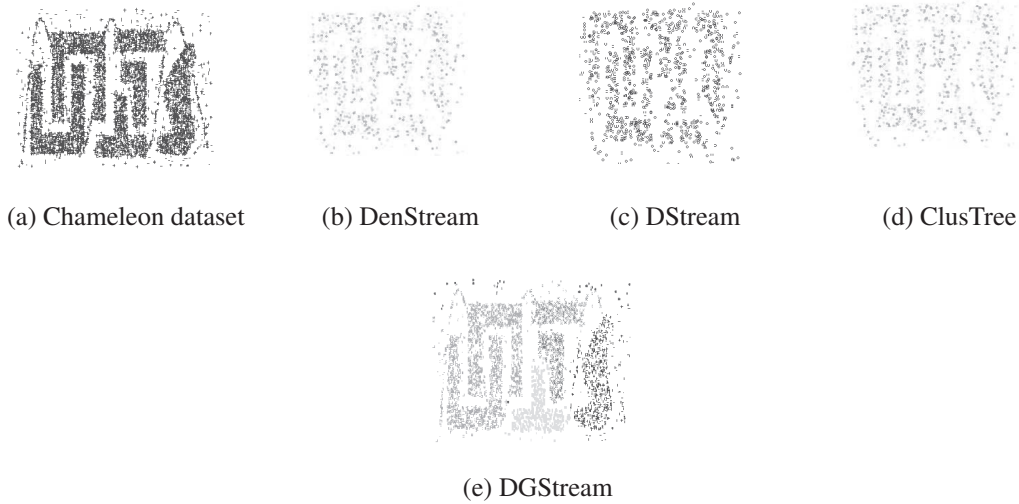 (a) Chameleon dataset
(b) DenStream
(c) DStream
(d) ClusTree
(e) DGStream